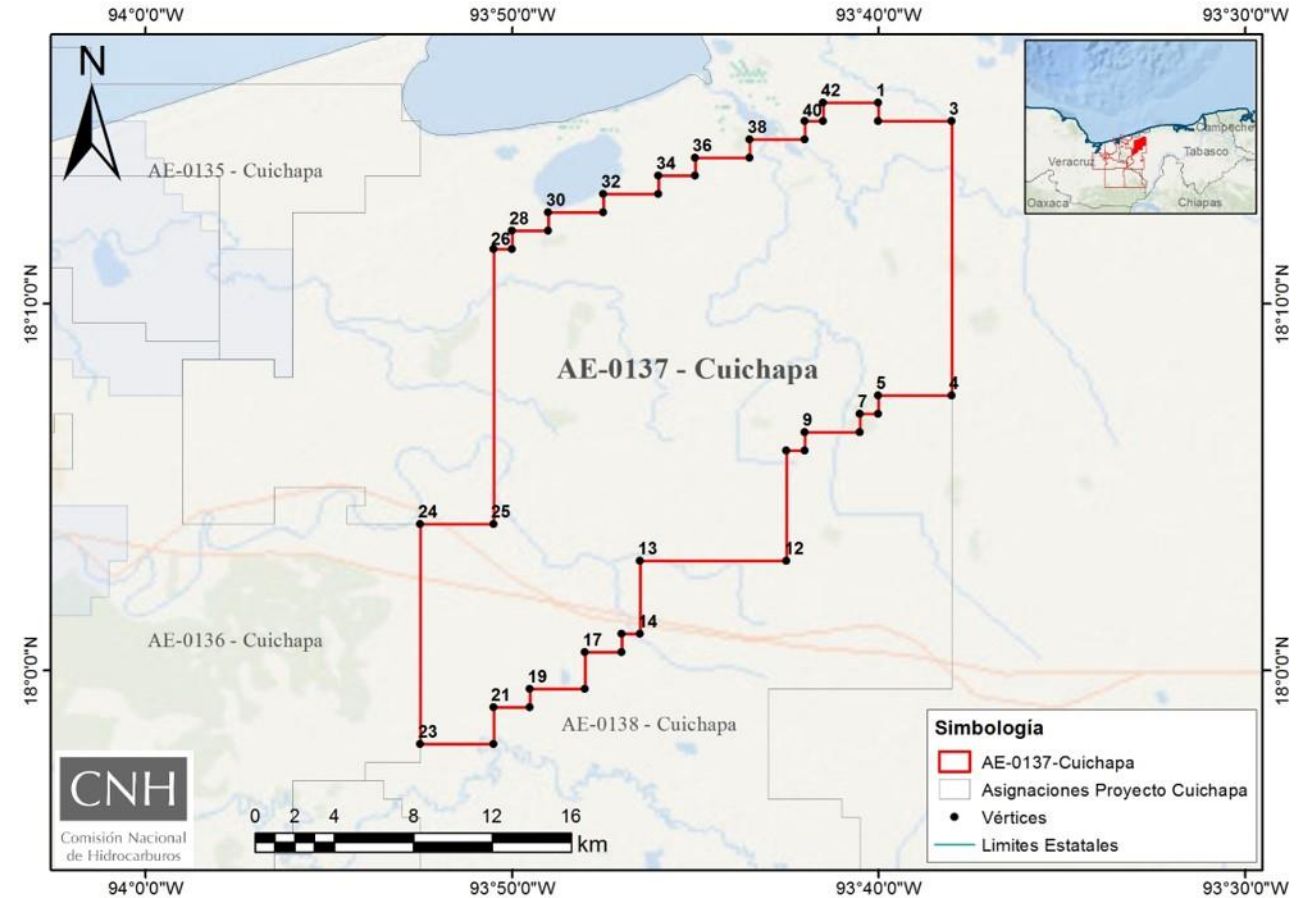 94°0'0"W 93°50'0"W 93°40'0"W 93°30'0"W
N
42 1
40 3
38
36
34
32
30
28
26
Campeche
Veracruz Tabasco
Oaxaca Chiapas
AE-0135 - Cuichapa
18°10'0"N 18°10'0"N
AE-0137 - Cuichapa
5 4
7
9
24 25
13 12
14
17
19
21
23
AE-0136 - Cuichapa
18°0'0"N 18°0'0"N
AE-0138 - Cuichapa
Simbología
AE-0137-Cuichapa
Asignaciones Proyecto Cuichapa
Vértices
Limites Estatales
CNH
Comisión Nacional
de Hidrocarburos
0 2 4 8 12 16
km
94°0'0"W 93°50'0"W 93°40'0"W 93°30'0"W